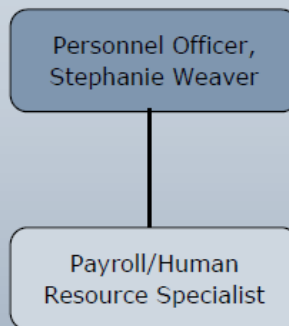 Personnel Officer,
Stephanie Weaver
Payroll/Human
Resource Specialist